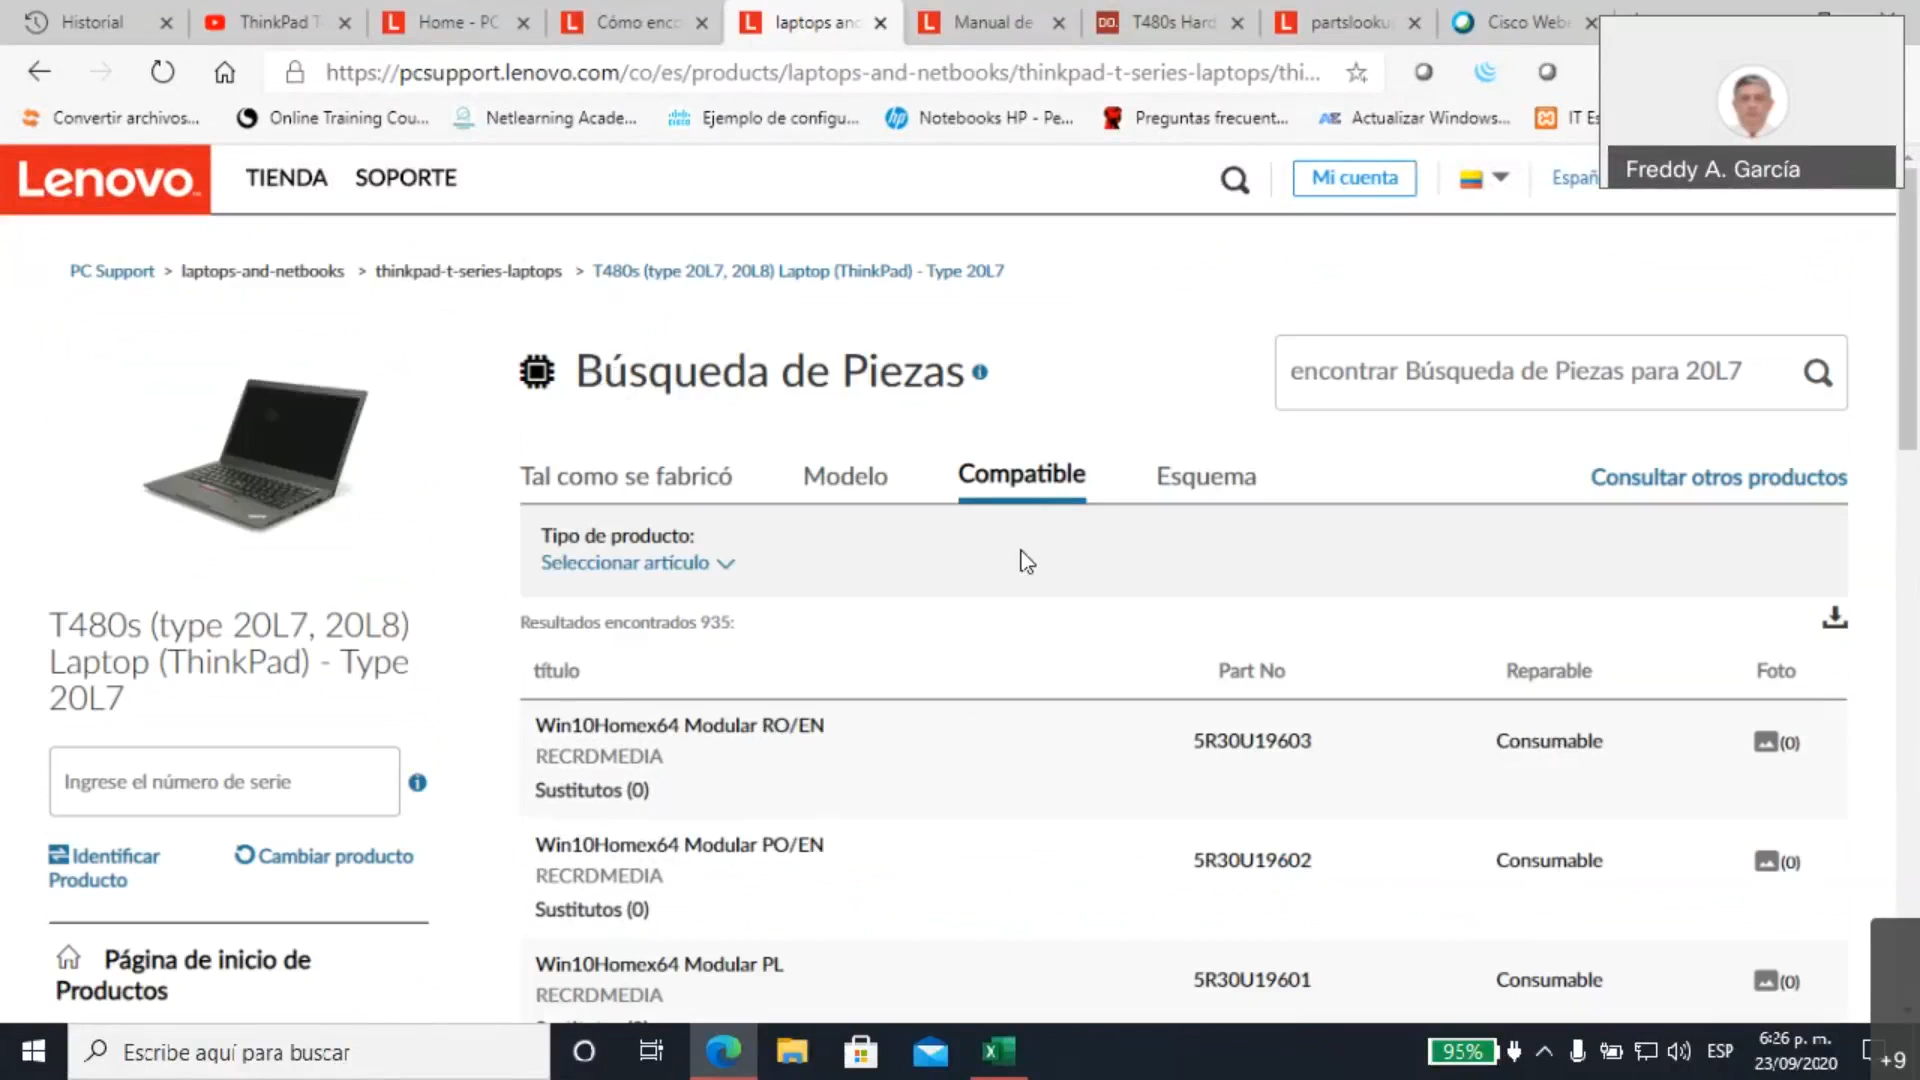 Historial
ThinkPad T
Home - PC
Cómo enco
laptops and
Manual de
T480s Hard
partslooku
Cisco Web
https://pcsupport.lenovo.com/co/es/products/laptops-and-netbooks/thinkpad-t-series-laptops/thi...
Convertir archivos...
Online Training Cou...
Netlearning Acade...
Ejemplo de configu...
Notebooks HP - Pe...
Preguntas frecuent...
Actualizar Windows...
IT Es
Freddy A. García
Lenovo
TIENDA
SOPORTE
Mi cuenta
Españ
PC Support > laptops-and-netbooks > thinkpad-t-series-laptops > T480s (type 20L7, 20L8) Laptop (ThinkPad) - Type 20L7
Búsqueda de Piezas
encontrar Búsqueda de Piezas para 20L7
Tal como se fabricó
Modelo
Compatible
Esquema
Consultar otros productos
Tipo de producto:
Seleccionar artículo
Resultados encontrados 935:
título
Part No
Reparable
Foto
Win10Homex64 Modular RO/EN
RECRDMEDIA
Sustitutos (0)
5R30U19603
Consumable
(0)
Win10Homex64 Modular PO/EN
RECRDMEDIA
Sustitutos (0)
5R30U19602
Consumable
(0)
Win10Homex64 Modular PL
RECRDMEDIA
5R30U19601
Consumable
(0)
T480s (type 20L7, 20L8)
Laptop (ThinkPad) - Type
20L7
Ingrese el número de serie
Identificar
Producto
Cambiar producto
Página de inicio de
Productos
Escribe aquí para buscar
95%
ESP
6:26 p. m.
23/09/2020
+9